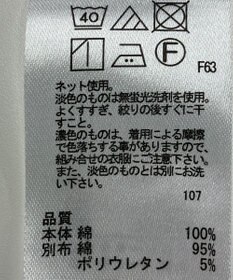 40
F
F63
ネット使用。
淡色のものは無蛍光洗剤を使用。
よくすすぎ、絞りの後すぐに干
すこと。
濃色のものは、着用による摩擦
で色落ちする事がありますので、
組み合せの衣服にご注意下さい。
また、淡色のものとは別にお洗
い下さい。
107
品質
本体 綿 100%
別布 綿 95%
ポリウレタン 5%